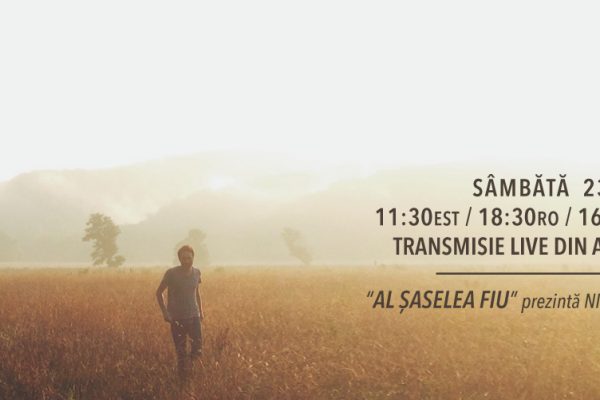 SÂMBĂTĂ 23
11:30EST / 18:30RO / 16
TRANSMISIE LIVE DIN A
“AL ȘASELEA FIU” prezintă NI